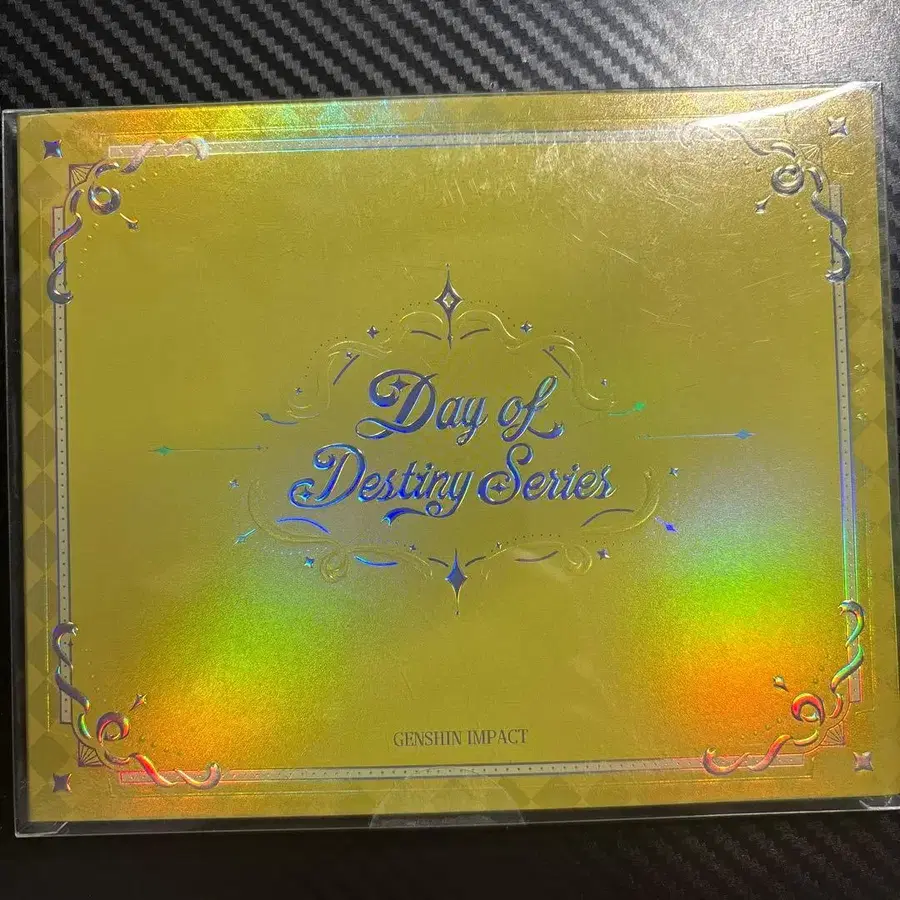 Day of
Destiny Series
GENSHIN IMPACT